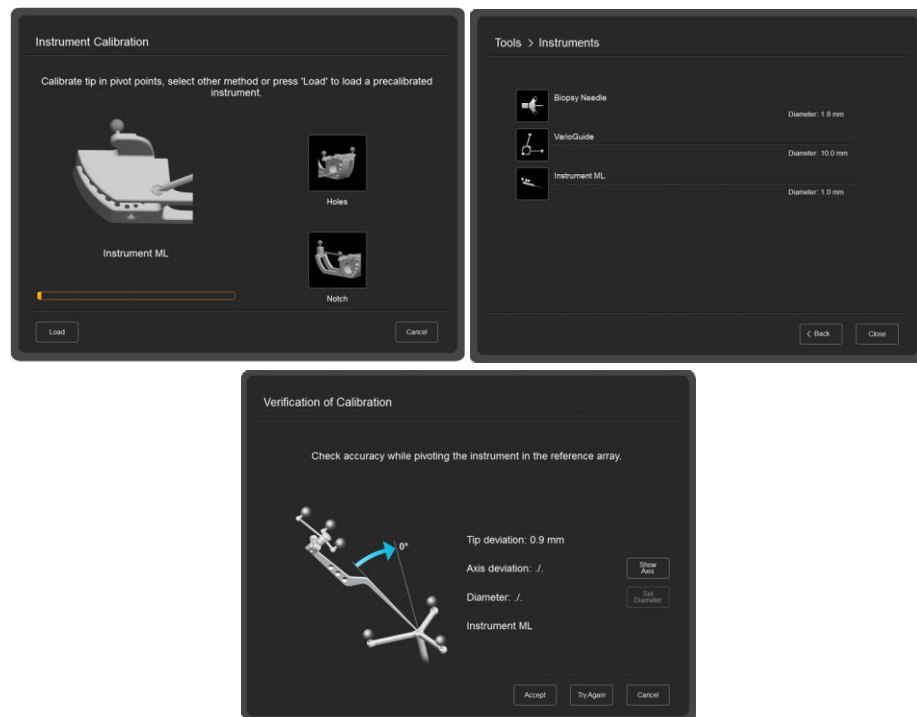 Instrument Calibration
Calibrate tip in pivot points, select other method or press 'Load' to load a precalibrated
instrument.
Holes
Instrument ML
Notch
Load
Cancel
Tools > Instruments
Biopsy Needle
Diameter: 1.8 mm
VarioGuide
Diameter: 10.0 mm
Instrument ML
Diameter: 1.0 mm
< Back
Close
Verification of Calibration
Check accuracy while pivoting the instrument in the reference array.
0°
Tip deviation: 0.9 mm
Axis deviation: ./.
Show
Axis
Diameter: ./.
Set
Diameter
Instrument ML
Accept
Try Again
Cancel